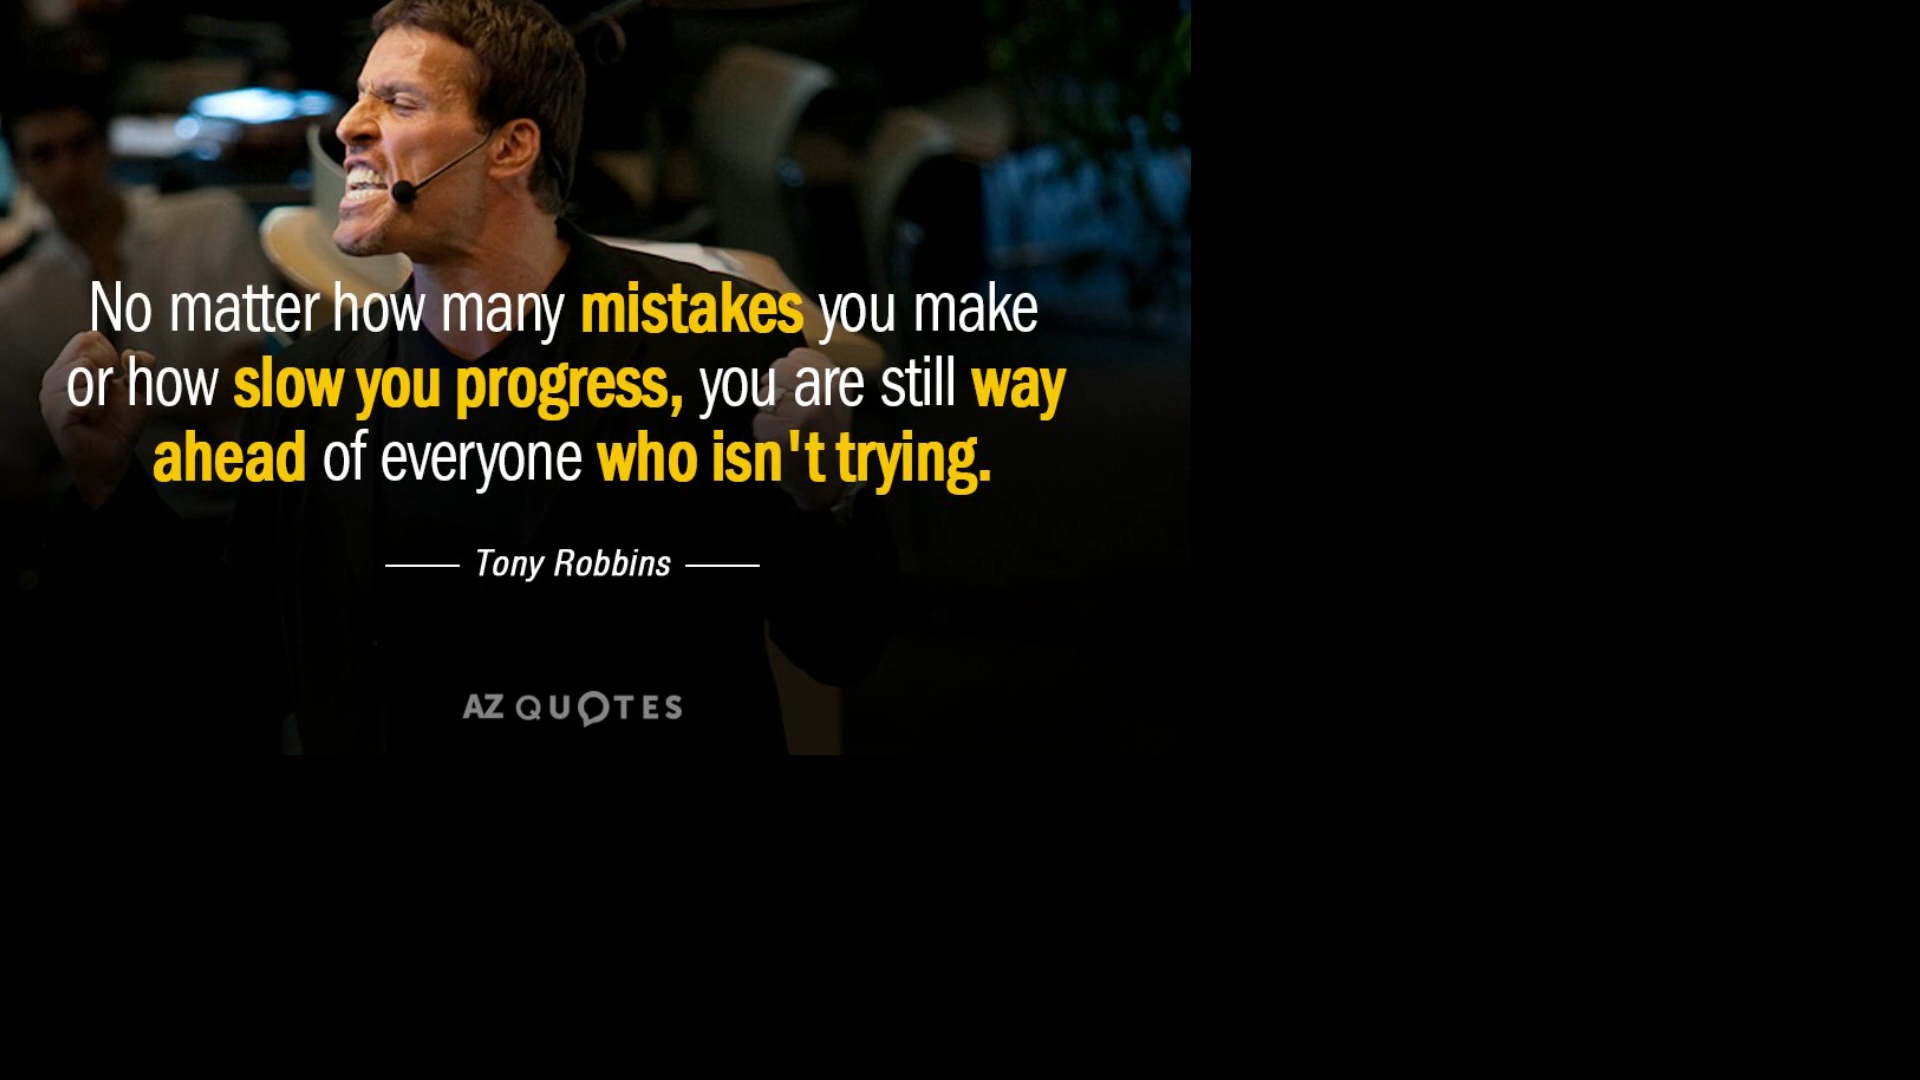 No matter how many mistakes you make
or how slow you progress, you are still way
ahead of everyone who isn't trying.
Tony Robbins
AZ QUOTES